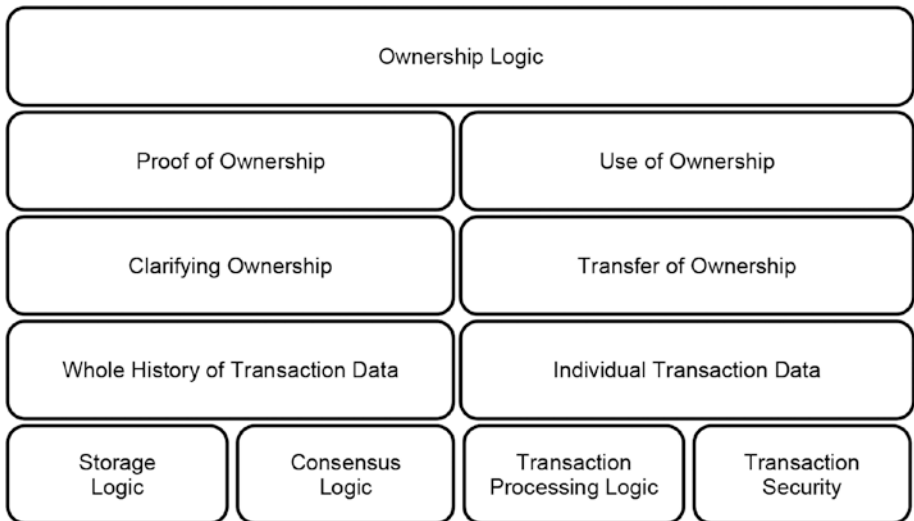 Ownership Logic
Proof of Ownership
Use of Ownership
Clarifying Ownership
Transfer of Ownership
Whole History of Transaction Data
Individual Transaction Data
Storage
Logic
Consensus
Logic
Transaction
Processing Logic
Transaction
Security